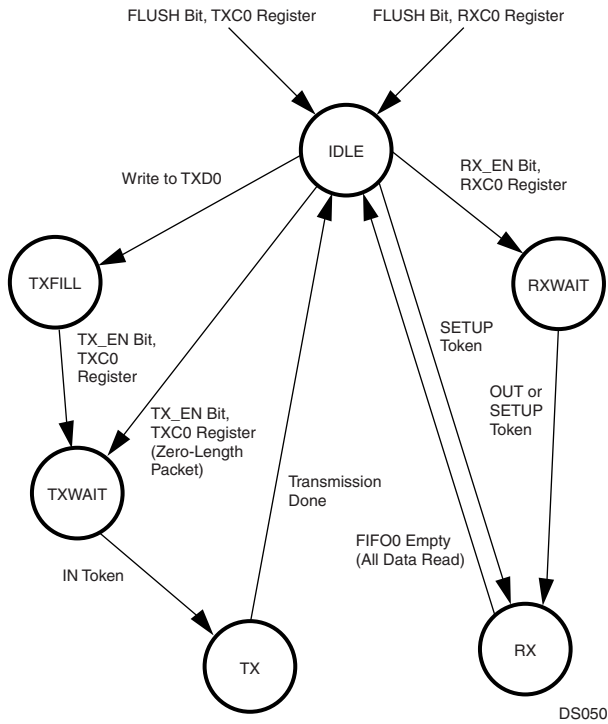 FLUSH Bit, TXC0 Register
FLUSH Bit, RXC0 Register
IDLE
Write to TXD0
RX_EN Bit,
RXC0 Register
TXFILL
RXWAIT
TX_EN Bit,
TXC0
Register
SETUP
Token
OUT or
SETUP
Token
TX_EN Bit,
TXC0 Register
(Zero-Length
Packet)
TXWAIT
Transmission
Done
FIFO0 Empty
(All Data Read)
IN Token
TX
RX
DS050